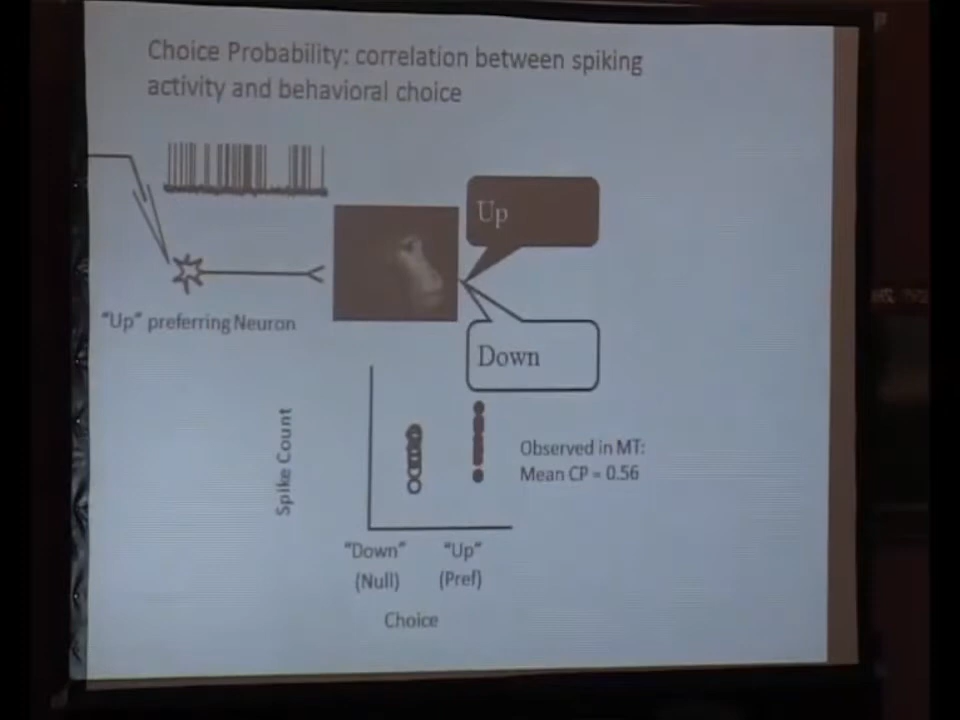 Choice Probability: correlation between spiking
activity and behavioral choice
Up
"Up" preferring Neuron
Down
Spike Count
Observed in MT:
Mean CP = 0.56
"Down" "Up"
(Null) (Pref)
Choice